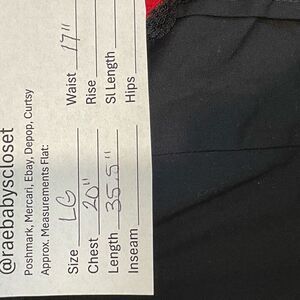 @raebabyscloset
Poshmark, Mercari, Ebay, Depop, Curtsy
Approx. Measurements Flat:
Size LG Waist 17"
Chest 20" Rise
Length 35.5" Sl Length
Inseam Hips